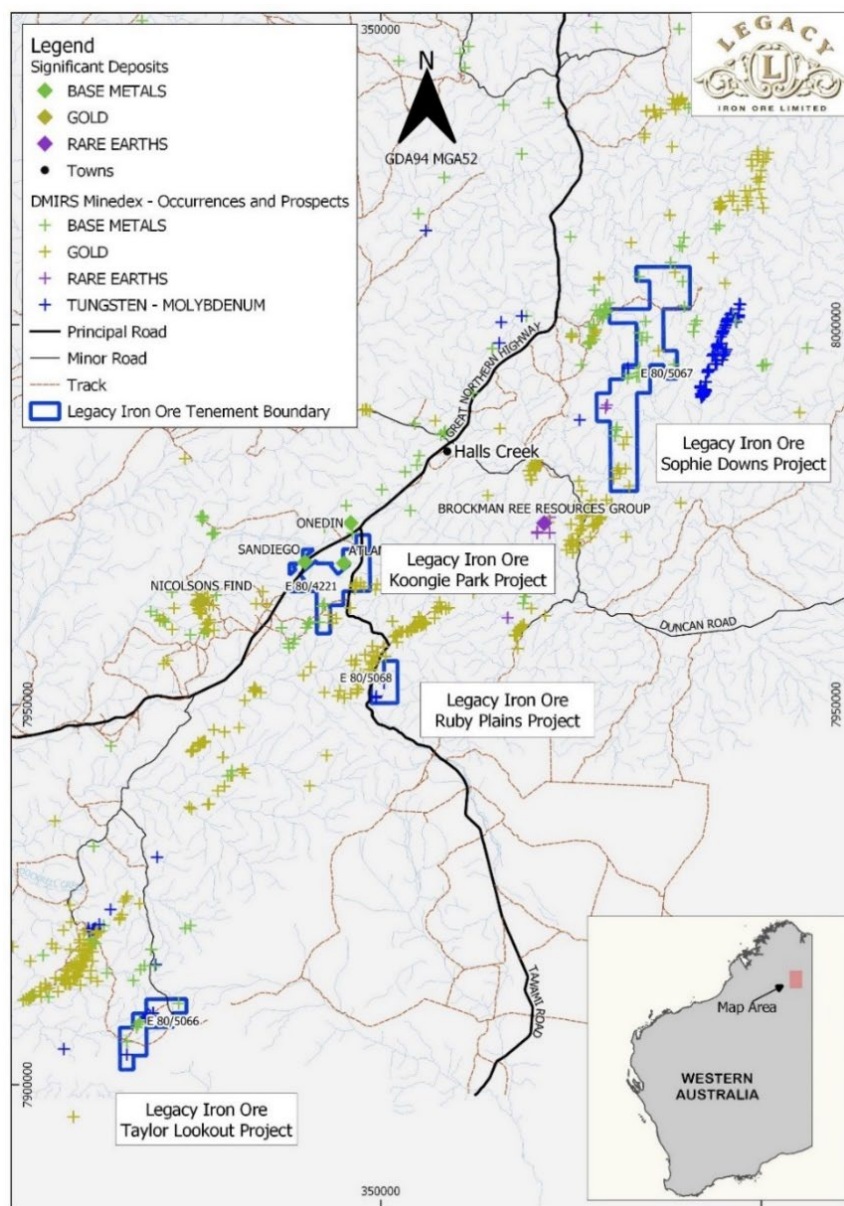 350000
LEGACY
LJ
IRON ORE LIMITED
Legend
Significant Deposits
BASE METALS
GOLD
RARE EARTHS
Towns
DMIRS Minedex - Occurrences and Prospects
BASE METALS
GOLD
RARE EARTHS
TUNGSTEN - MOLYBDENUM
Principal Road
Minor Road
Track
Legacy Iron Ore Tenement Boundary
N
GDA94 MGA52
8000000
GREAT NORTHERN HIGHWAY
E 80/5067
Halls Creek
Legacy Iron Ore
Sophie Downs Project
ONEDIN
BROCKMAN REE RESOURCES GROUP
SANDIEGO
ATLAN
Legacy Iron Ore
Koongie Park Project
E 80/4221
NICOLSONS FIND
DUNCAN ROAD
E 80/5068
Legacy Iron Ore
Ruby Plains Project
7950000
7950000
TANAMI ROAD
E 80/5066
7900000
Legacy Iron Ore
Taylor Lookout Project
Map Area
WESTERN
AUSTRALIA
350000